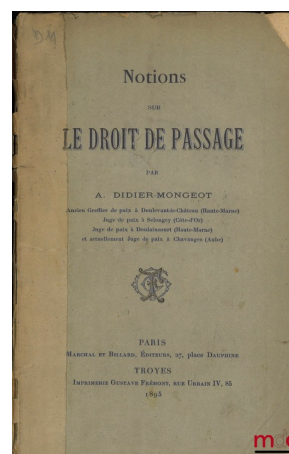 Notions
SUR
LE DROIT DE PASSAGE
PAR
A. DIDIER-MONGEOT
Ancien Greffier de paix à Doulevant-le-Château (Haute-Marne)
Juge de paix à Selongey (Côte-d'Or)
Juge de paix à Doulaincourt (Haute-Marne)
et actuellement Juge de paix à Chavanges (Aube)
PARIS
MARCHAL ET BILLARD, ÉDITEURS, 27, PLACE DAUPHINE
TROYES
IMPRIMERIE GUSTAVE FRÉMONT, RUE URBAIN IV, 85
1895